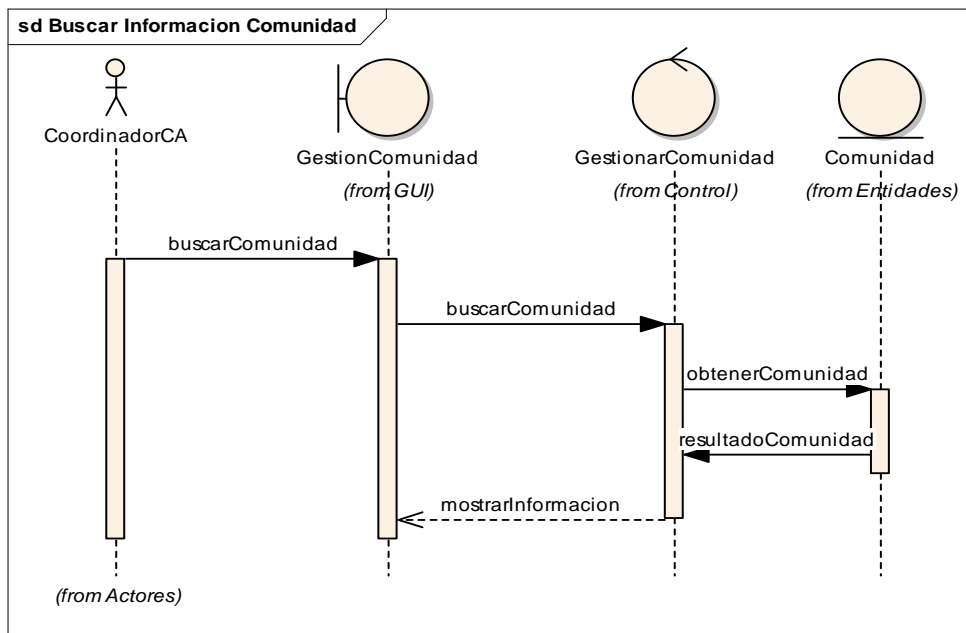 sd Buscar Informacion Comunidad
CoordinadorCA
GestionComunidad
GestionarComunidad
Comunidad
(from GUI)
(from Control)
(from Entidades)
buscarComunidad
buscarComunidad
obtenerComunidad
resultadoComunidad
mostrarInformacion
(from Actores)